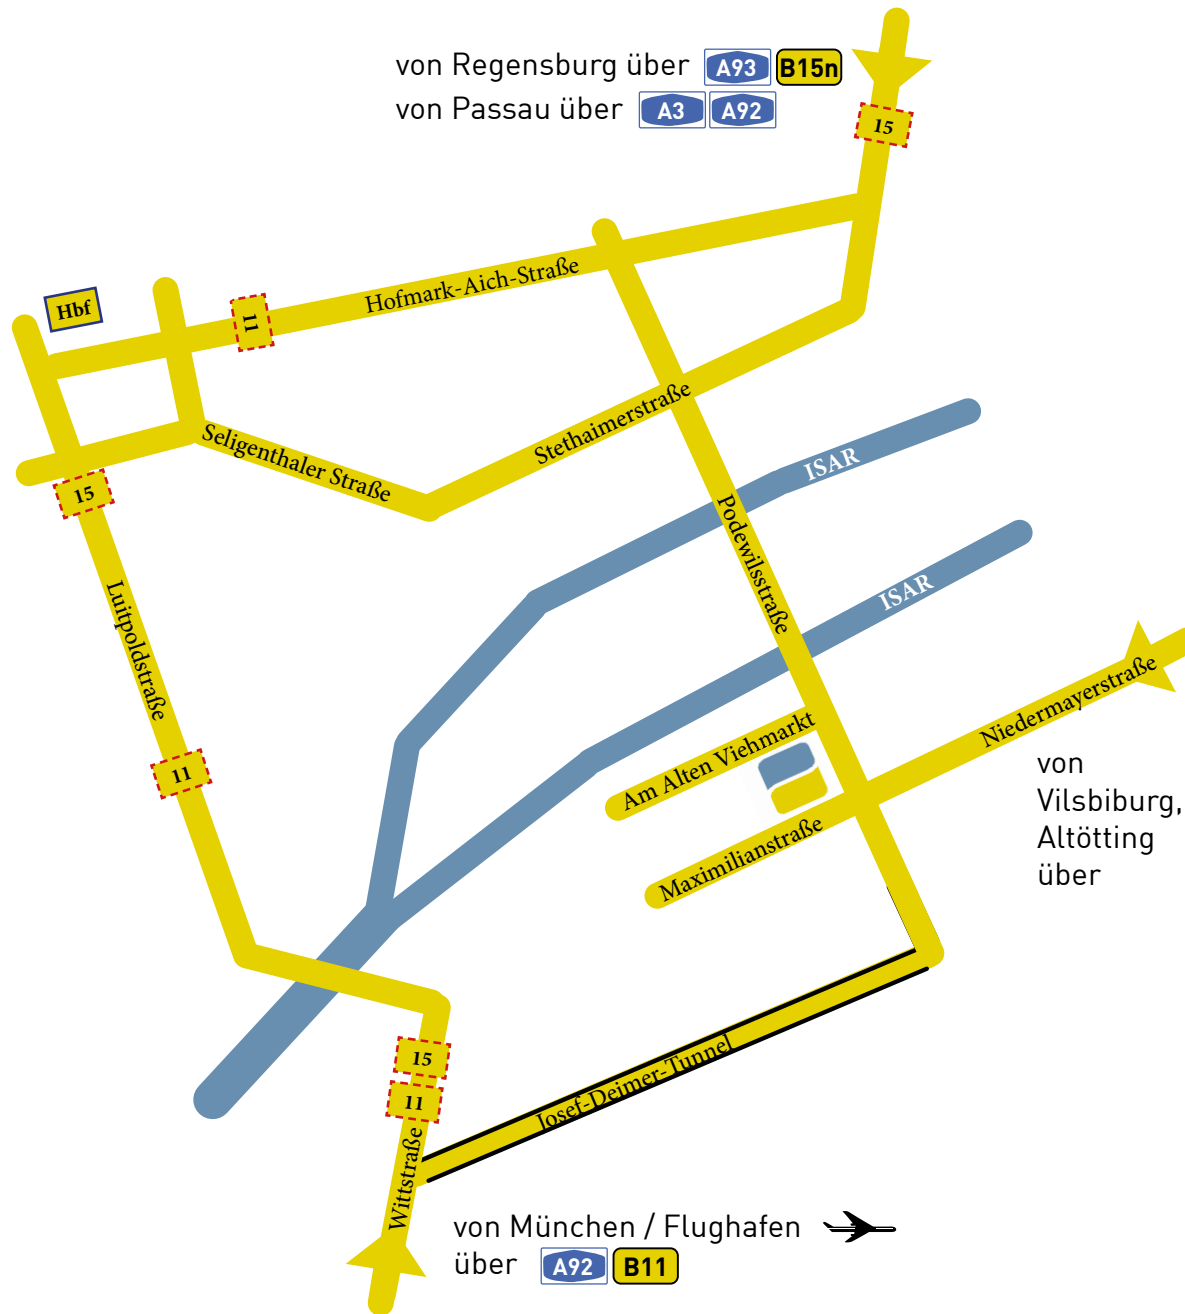 von Regensburg über A93 B15n
von Passau über A3 A92
15
Hofmark-Aich-Straße
Hbf
11
Stethaimerstraße
Seligenthaler Straße
15
ISAR
Podewilsstraße
ISAR
Luitpoldstraße
Niedermayerstraße
Am Alten Viehmarkt
11
von
Vilsbiburg,
Altötting
über
Maximilianstraße
15
11
Josef-Deimer-Tunnel
Wittstraße
von München / Flughafen
über A92 B11